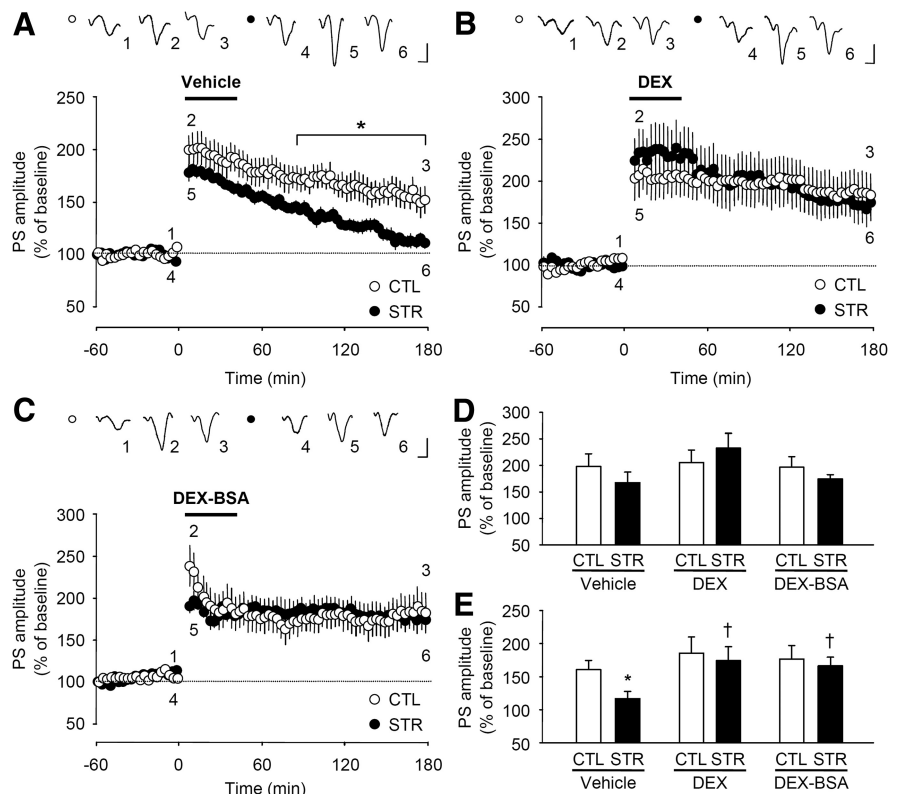 A
1 2 3 4 5 6
Vehicle
250
200
150
100
50
PS amplitude
(% of baseline)
2
5
*
3
6
1
4
CTL
STR
-60 0 60 120 180
Time (min)
B
1 2 3 4 5 6
DEX
300
250
200
150
100
50
PS amplitude
(% of baseline)
2
5
3
6
1
4
CTL
STR
-60 0 60 120 180
Time (min)
C
1 2 3 4 5 6
DEX-BSA
300
250
200
150
100
50
PS amplitude
(% of baseline)
2
5
3
6
1
4
CTL
STR
-60 0 60 120 180
Time (min)
D
300
250
200
150
100
50
PS amplitude
(% of baseline)
CTL STR CTL STR CTL STR
Vehicle DEX DEX-BSA
E
250
200
150
100
50
PS amplitude
(% of baseline)
* † †
CTL STR CTL STR CTL STR
Vehicle DEX DEX-BSA